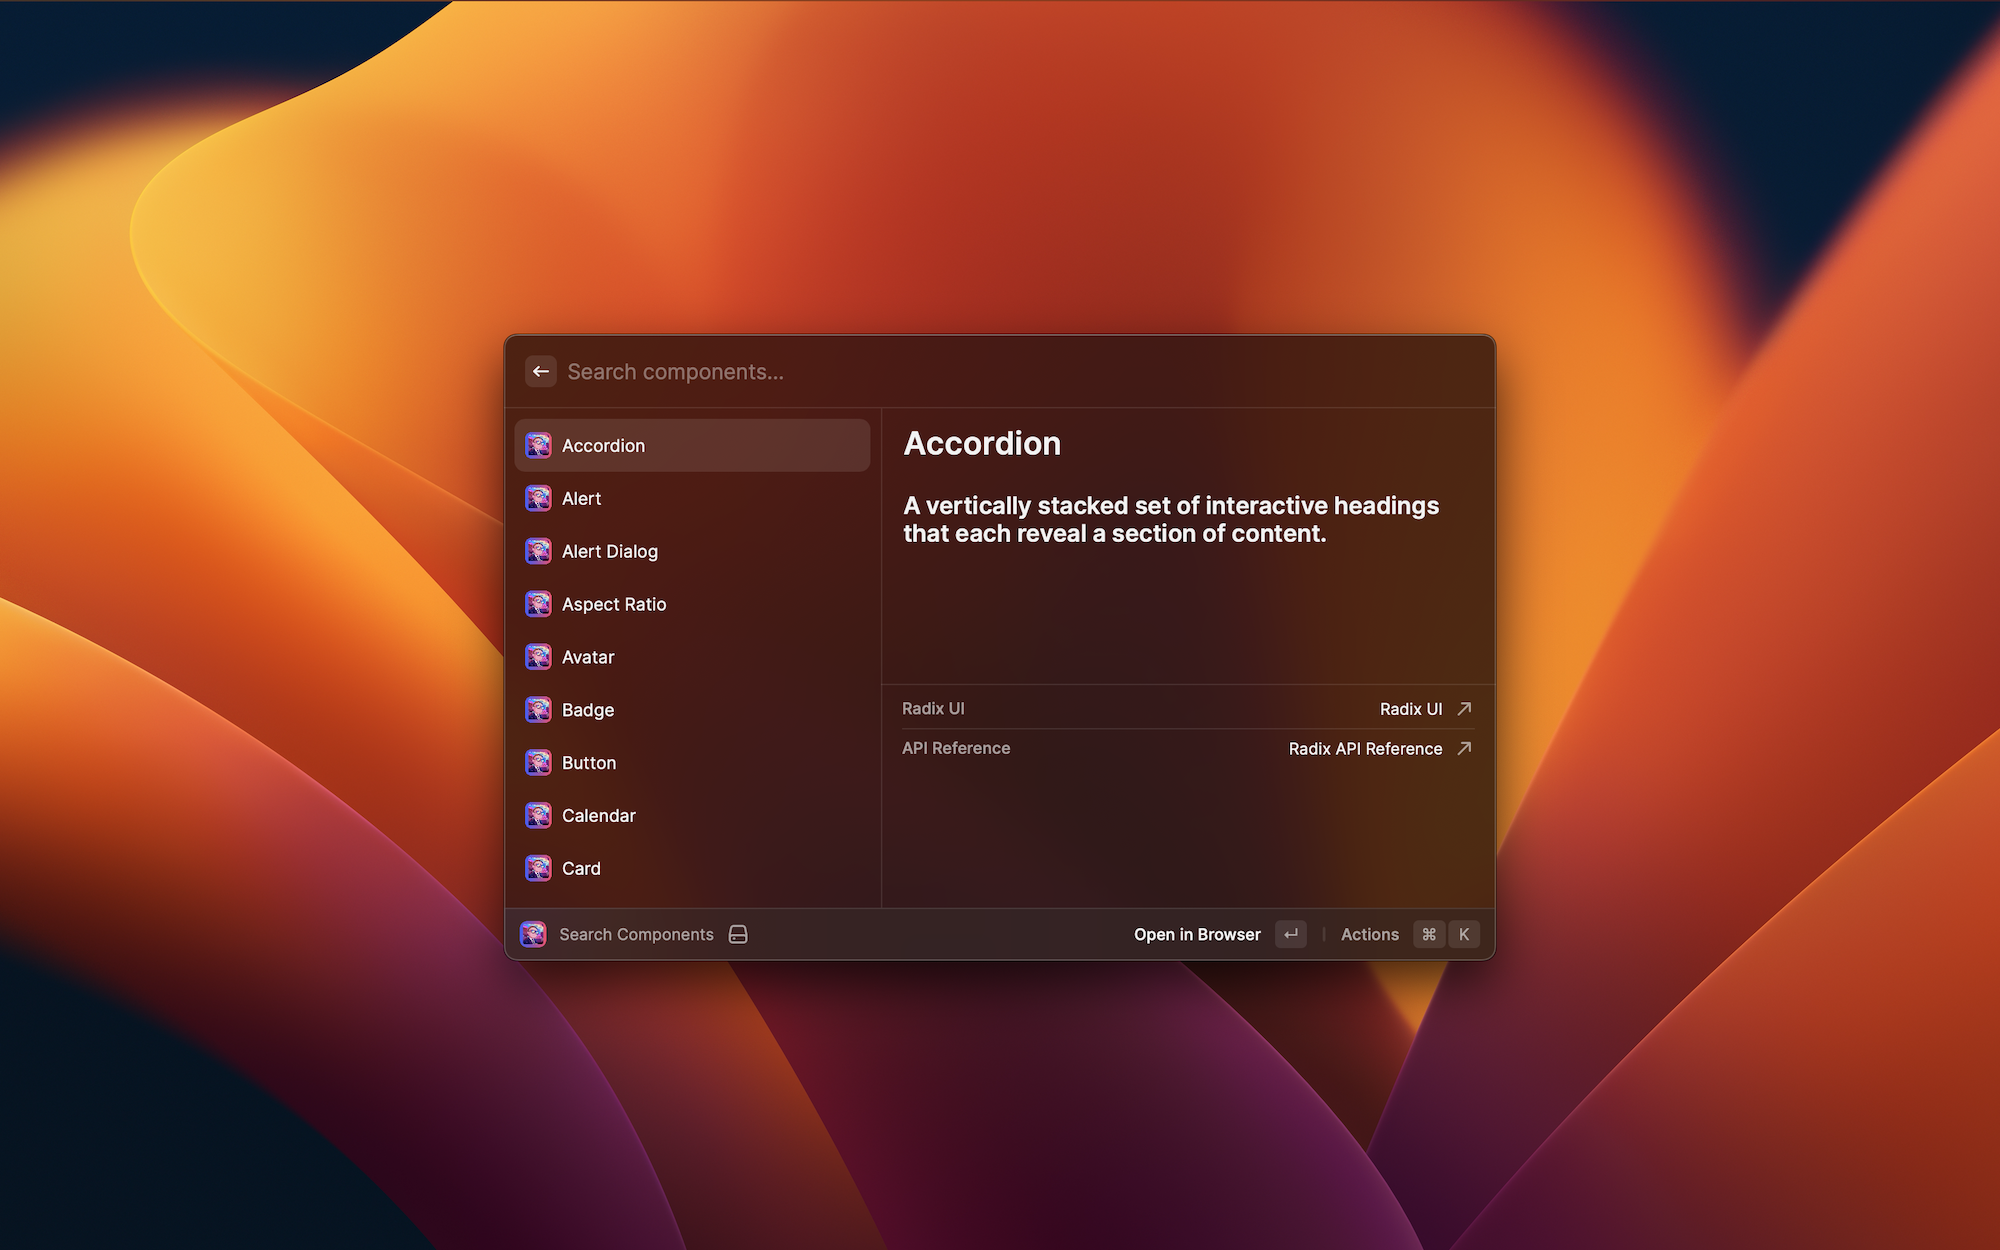 Search components...
Accordion
Alert
Alert Dialog
Aspect Ratio
Avatar
Badge
Button
Calendar
Card
Accordion
A vertically stacked set of interactive headings
that each reveal a section of content.
Radix UI Radix UI
API Reference Radix API Reference
Search Components Open in Browser Actions ⌘ K